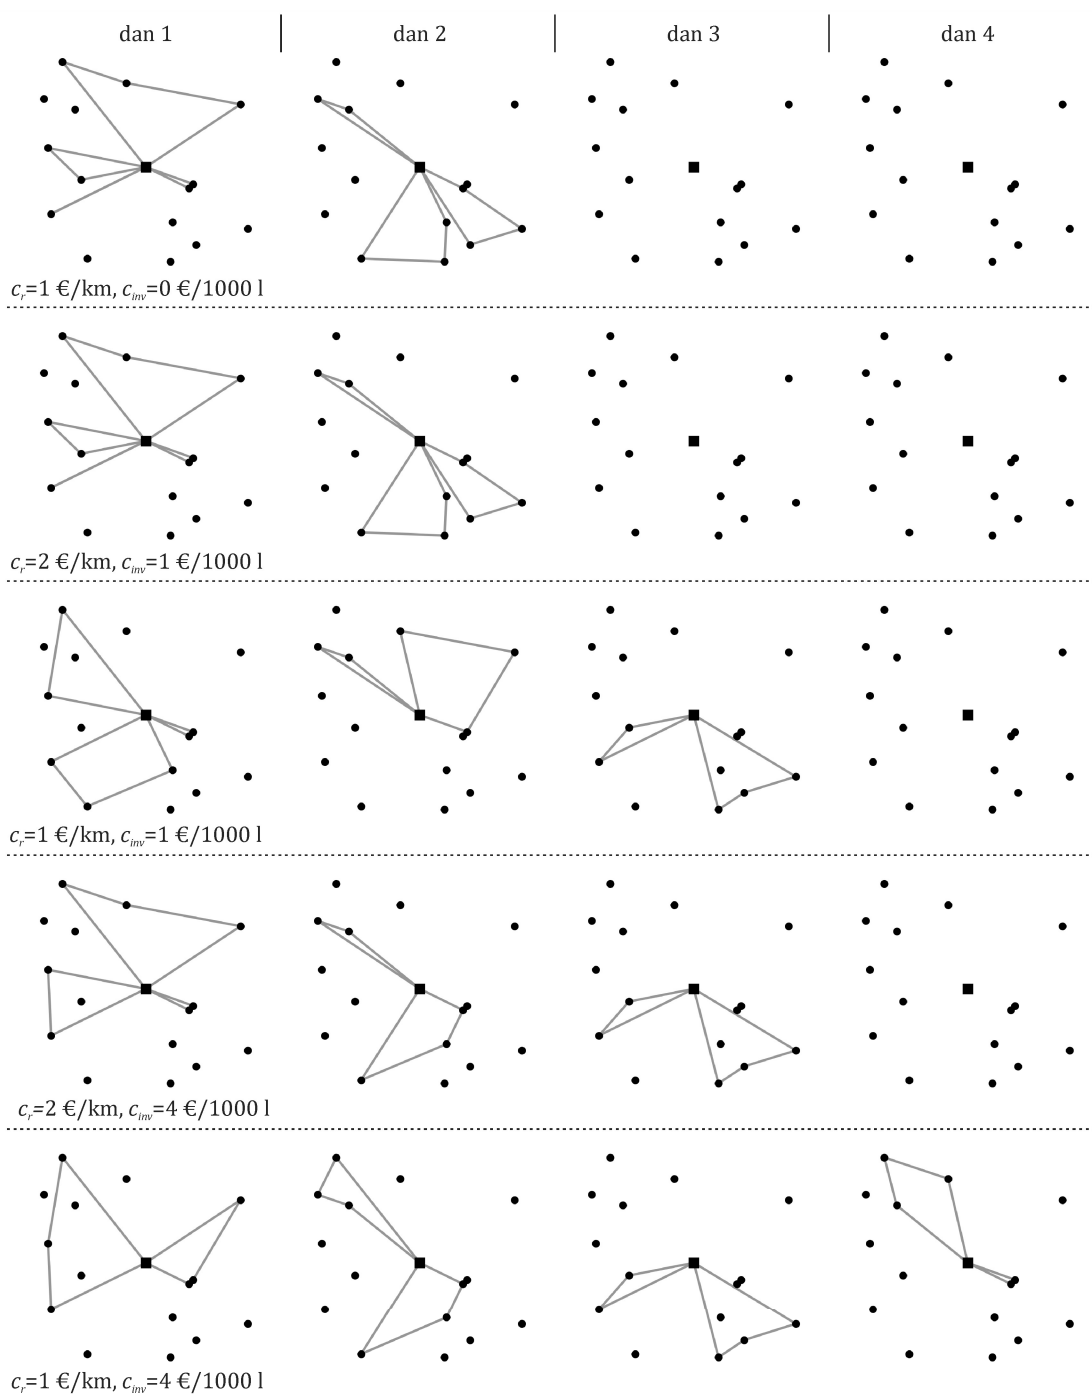 dan 1 dan 2 dan 3 dan 4
c_r=1 €/km, c_inv=0 €/1000 l
c_r=2 €/km, c_inv=1 €/1000 l
c_r=1 €/km, c_inv=1 €/1000 l
c_r=2 €/km, c_inv=4 €/1000 l
c_r=1 €/km, c_inv=4 €/1000 l